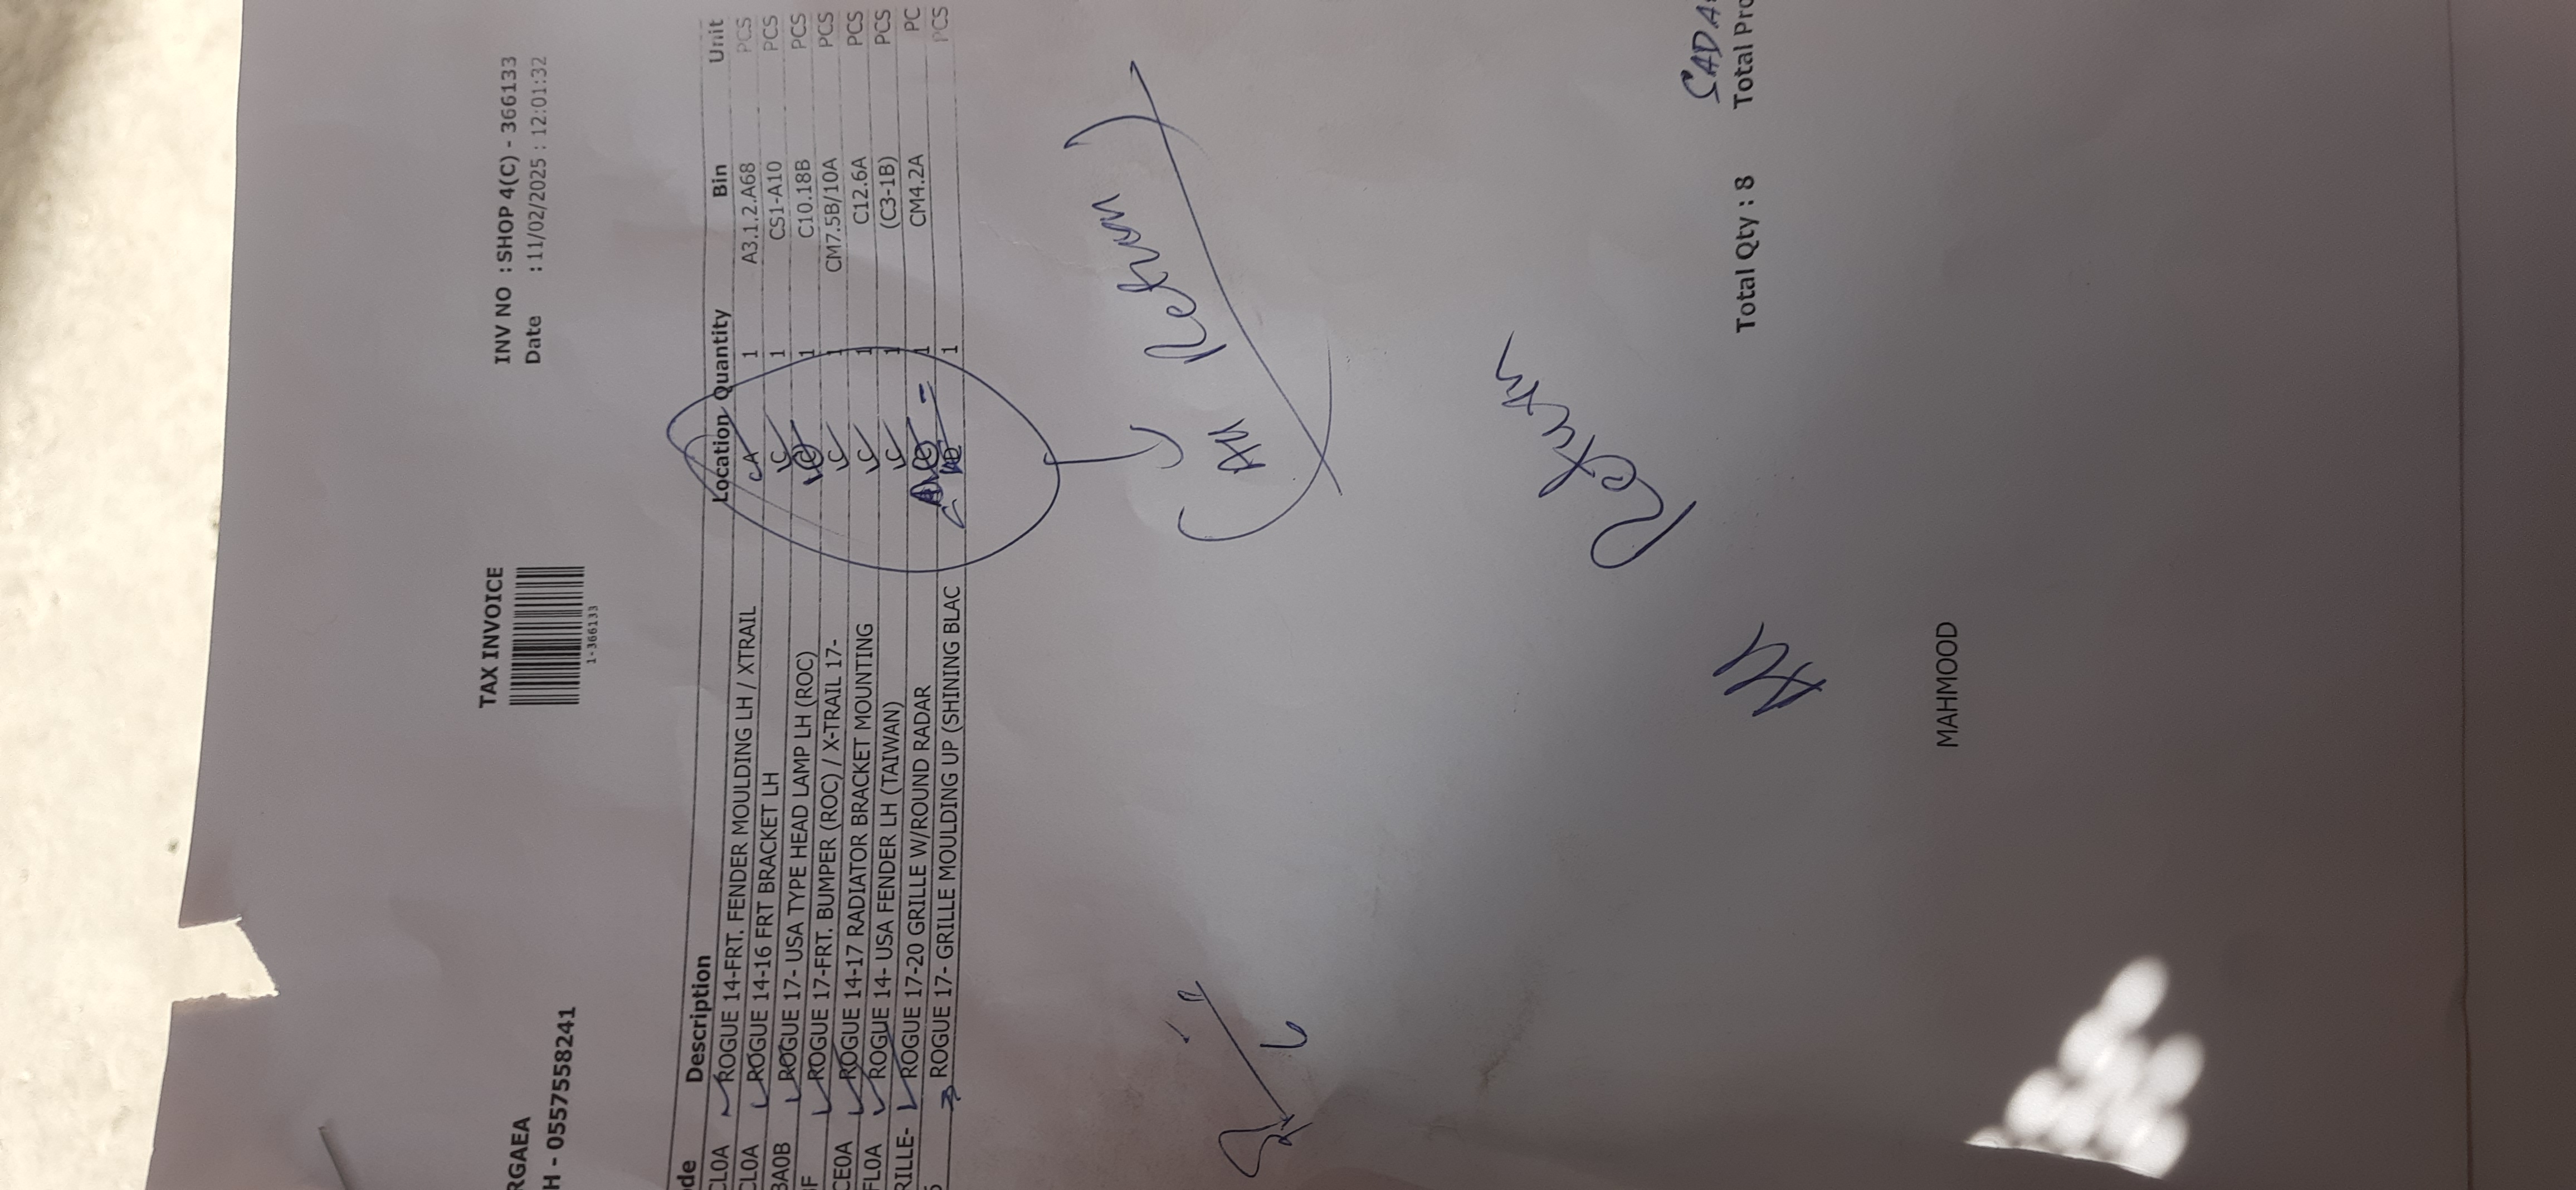 TAX INVOICE
1-366133
INV NO : SHOP 4(C) - 366133
Date : 11/02/2025 : 12:01:32
RGAEA
H - 0557558241
de Description Location Quantity Bin Unit
CL0A ROGUE 14-FRT. FENDER MOULDING LH / XTRAIL 1 A3.1.2.A68 PCS
CL0A ROGUE 14-16 FRT BRACKET LH 1 CS1-A10 PCS
BA0B ROGUE 17- USA TYPE HEAD LAMP LH (ROC) 1 C10.18B PCS
F ROGUE 17-FRT. BUMPER (ROC) / X-TRAIL 17- 1 CM7.5B/10A PCS
CE0A ROGUE 14-17 RADIATOR BRACKET MOUNTING 1 C12.6A PCS
FL0A ROGUE 14- USA FENDER LH (TAIWAN) 1 (C3-1B) PCS
RILLE- ROGUE 17-20 GRILLE W/ROUND RADAR 1 CM4.2A PC
ROGUE 17- GRILLE MOULDING UP (SHINING BLAC 1 PCS
(All Return)
All Return
Total Qty : 8 Total Pro
MAHMOOD